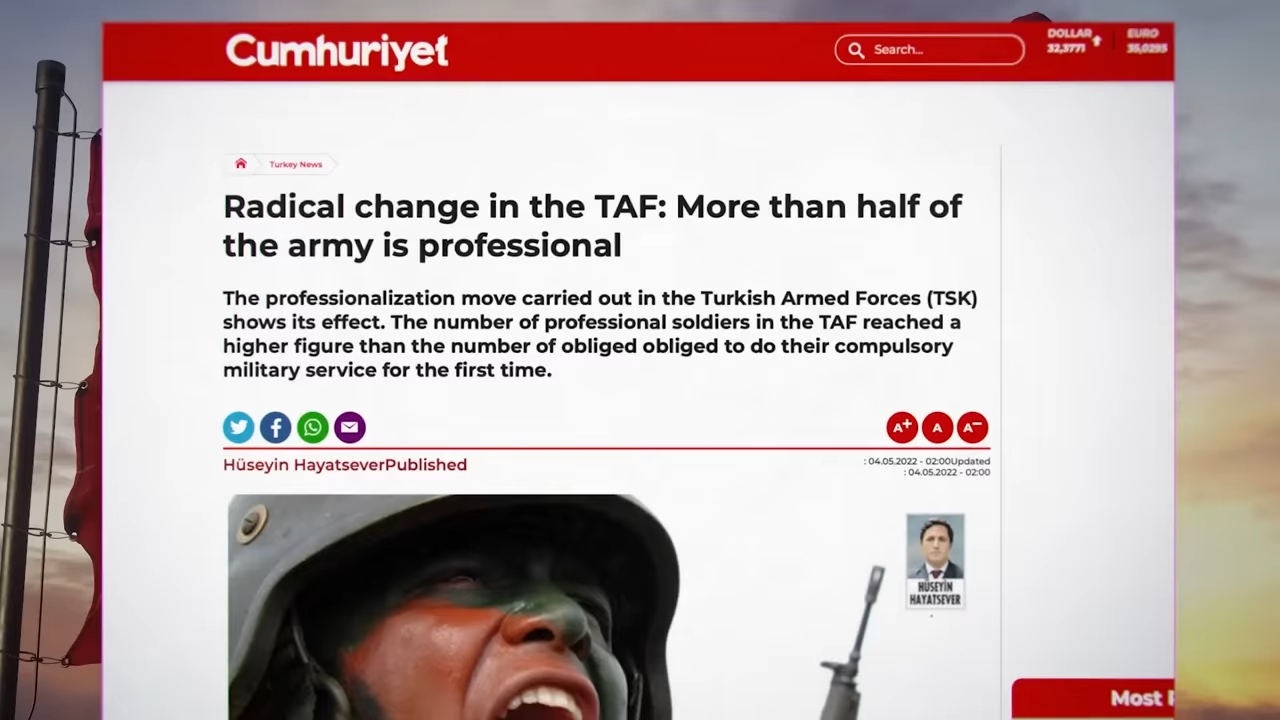 Cumhuriyet
Search...
DOLLAR
32,3771
EURO
35,0293
Turkey News
Radical change in the TAF: More than half of
the army is professional
The professionalization move carried out in the Turkish Armed Forces (TSK)
shows its effect. The number of professional soldiers in the TAF reached a
higher figure than the number of obliged obliged to do their compulsory
military service for the first time.
A+ A A−
Hüseyin HayatseverPublished
: 04.05.2022 - 02:00Updated
: 04.05.2022 - 02:00
HÜSEYİN
HAYATSEVER
Most